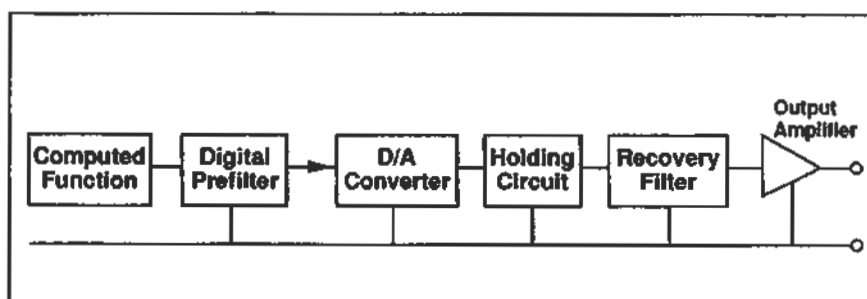 Output
Amplifier
Computed
Function
Digital
Prefilter
D/A
Converter
Holding
Circuit
Recovery
Filter